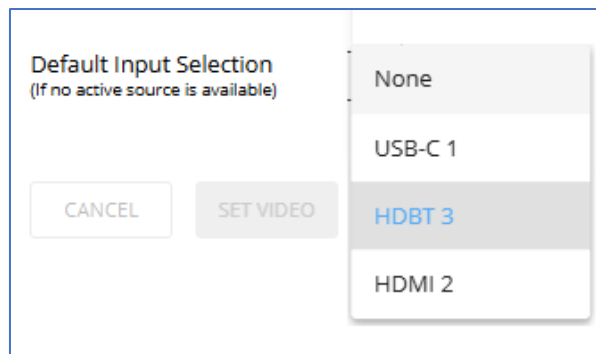 Default Input Selection
(If no active source is available)
None
USB-C 1
HDBT 3
HDMI 2
CANCEL
SET VIDEO